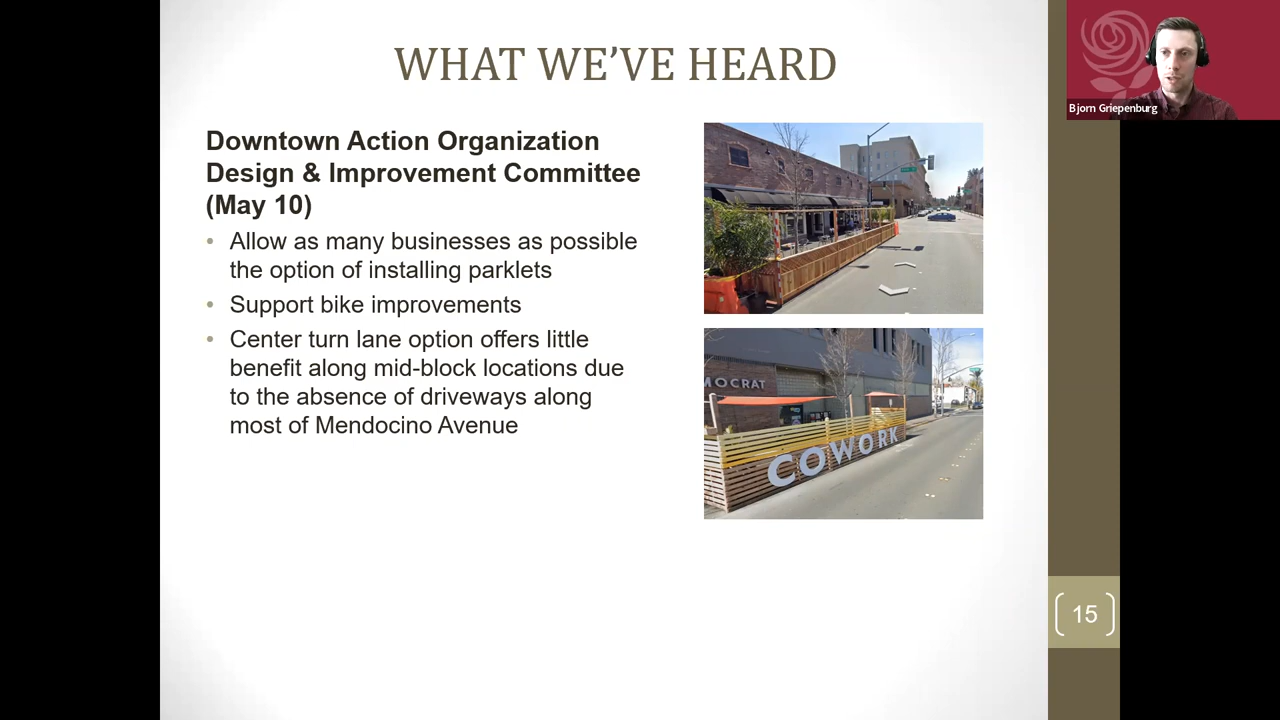 WHAT WE’VE HEARD
Bjorn Griepenburg
Downtown Action Organization
Design & Improvement Committee
(May 10)
• Allow as many businesses as possible
the option of installing parklets
• Support bike improvements
• Center turn lane option offers little
benefit along mid-block locations due
to the absence of driveways along
most of Mendocino Avenue
MOCRAT
COWORK
15